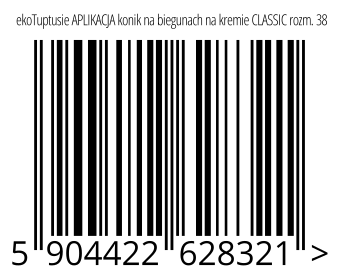 ekoTuptusie APLIKACJA konik na biegunach na kremie CLASSIC rozm. 38
5 904422 628321 >